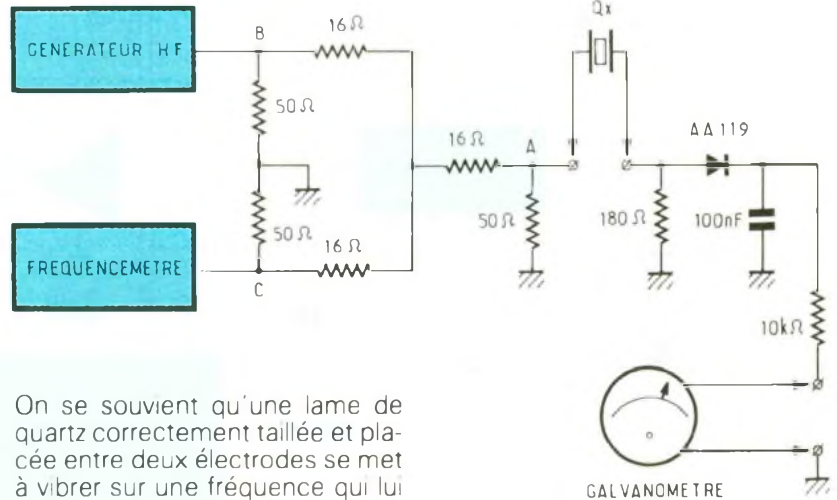 Qx
16 Ω
B
GENERATEUR HF
50 Ω
AA 119
16 Ω
A
50 Ω
50 Ω
180 Ω
100nF
16 Ω
FREQUENCEMETRE
C
10kΩ
On se souvient qu'une lame de
quartz correctement taillée et pla-
cée entre deux électrodes se met
à vibrer sur une fréquence qui lui
GALVANOMETRE